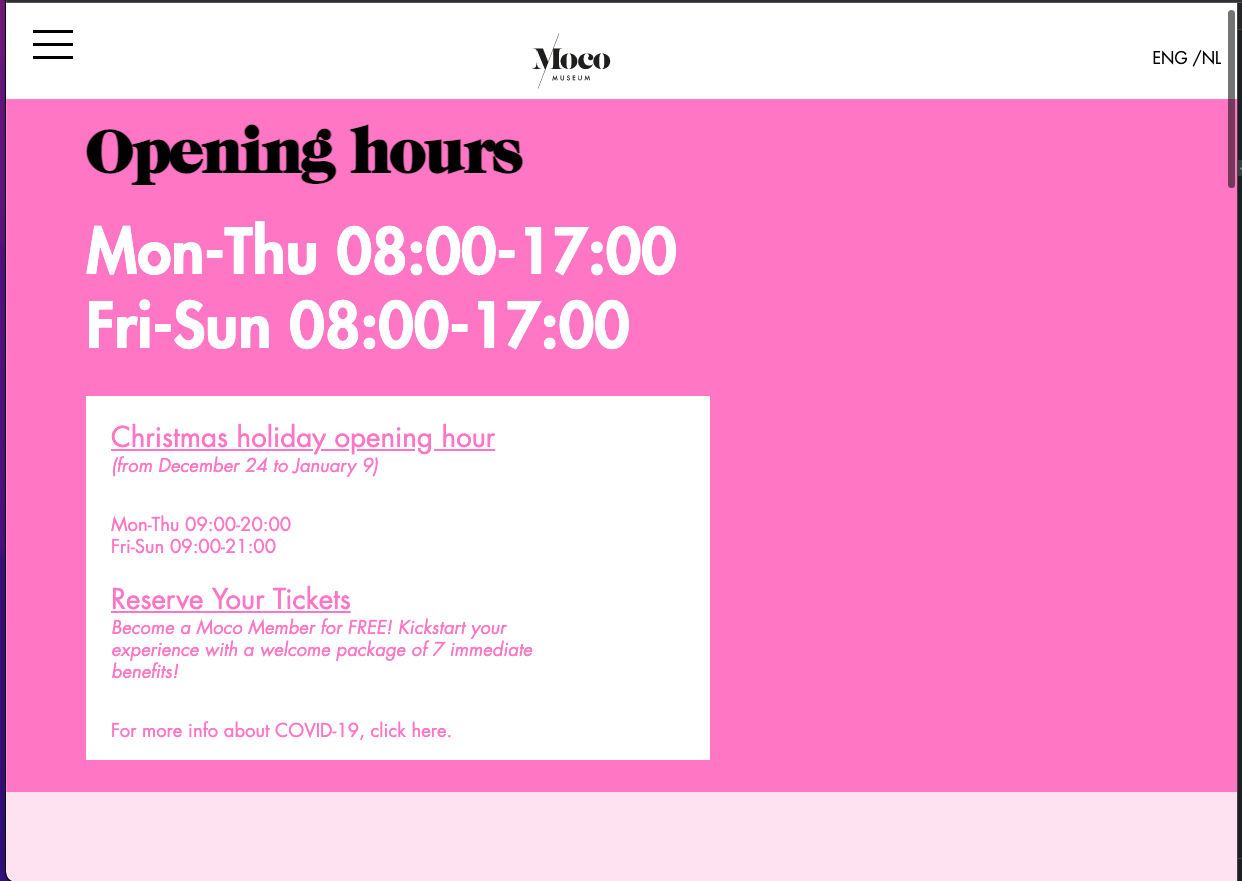 Moco
MUSEUM
ENG /NL
Opening hours
Mon-Thu 08:00-17:00
Fri-Sun 08:00-17:00
Christmas holiday opening hour
(from December 24 to January 9)
Mon-Thu 09:00-20:00
Fri-Sun 09:00-21:00
Reserve Your Tickets
Become a Moco Member for FREE! Kickstart your
experience with a welcome package of 7 immediate
benefits!
For more info about COVID-19, click here.